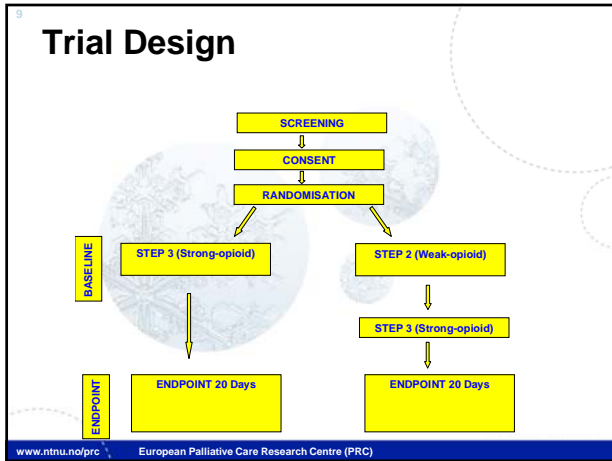 9
Trial Design
SCREENING
CONSENT
RANDOMISATION
BASELINE
STEP 3 (Strong-opioid)
STEP 2 (Weak-opioid)
STEP 3 (Strong-opioid)
ENDPOINT
ENDPOINT 20 Days
ENDPOINT 20 Days
www.ntnu.no/prc European Palliative Care Research Centre (PRC)